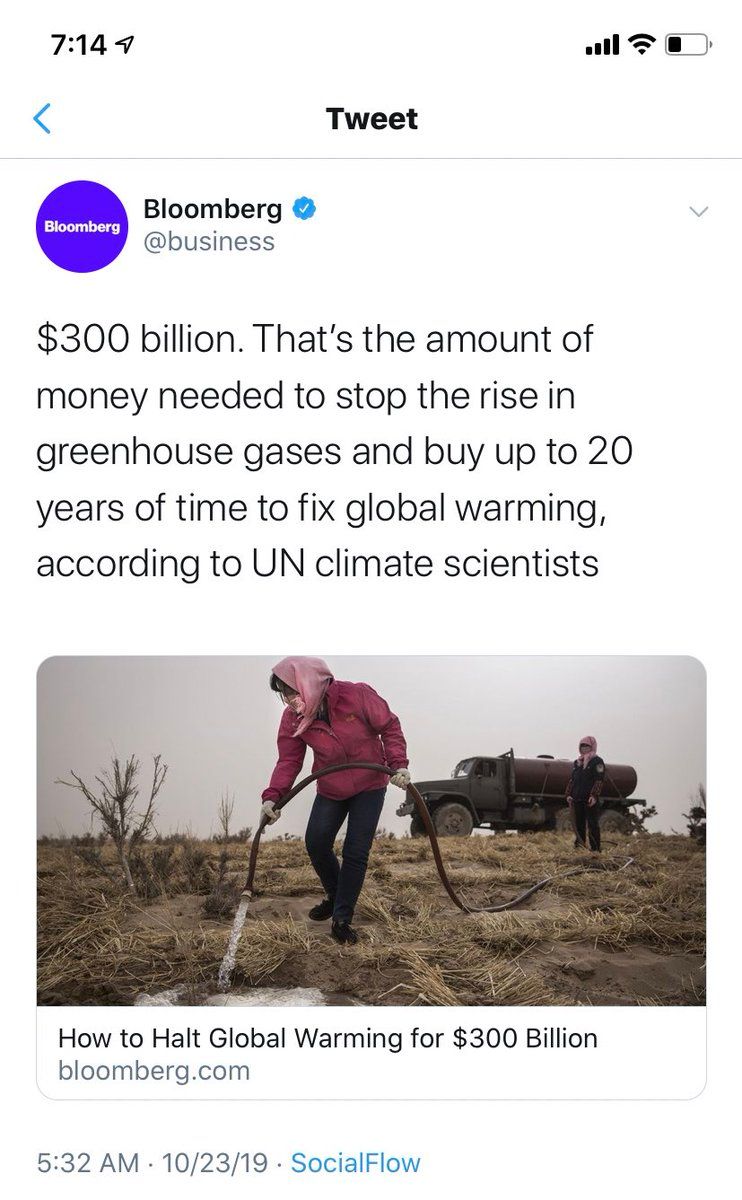 7:14
Tweet
Bloomberg
Bloomberg
@business
$300 billion. That’s the amount of
money needed to stop the rise in
greenhouse gases and buy up to 20
years of time to fix global warming,
according to UN climate scientists
How to Halt Global Warming for $300 Billion
bloomberg.com
5:32 AM · 10/23/19 · SocialFlow